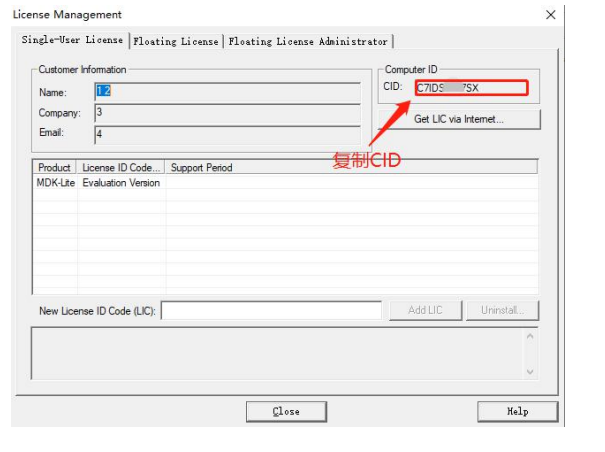 License Management
Single-User License Floating License Floating License Administrator
Customer Information
Name: 1 2
Company: 3
Email: 4
Computer ID
CID: C7IDS 7SX
Get LIC via Internet...
复制CID
Product License ID Code... Support Period
MDK-Lite Evaluation Version
New License ID Code (LIC): Add LIC Uninstall...
Close Help